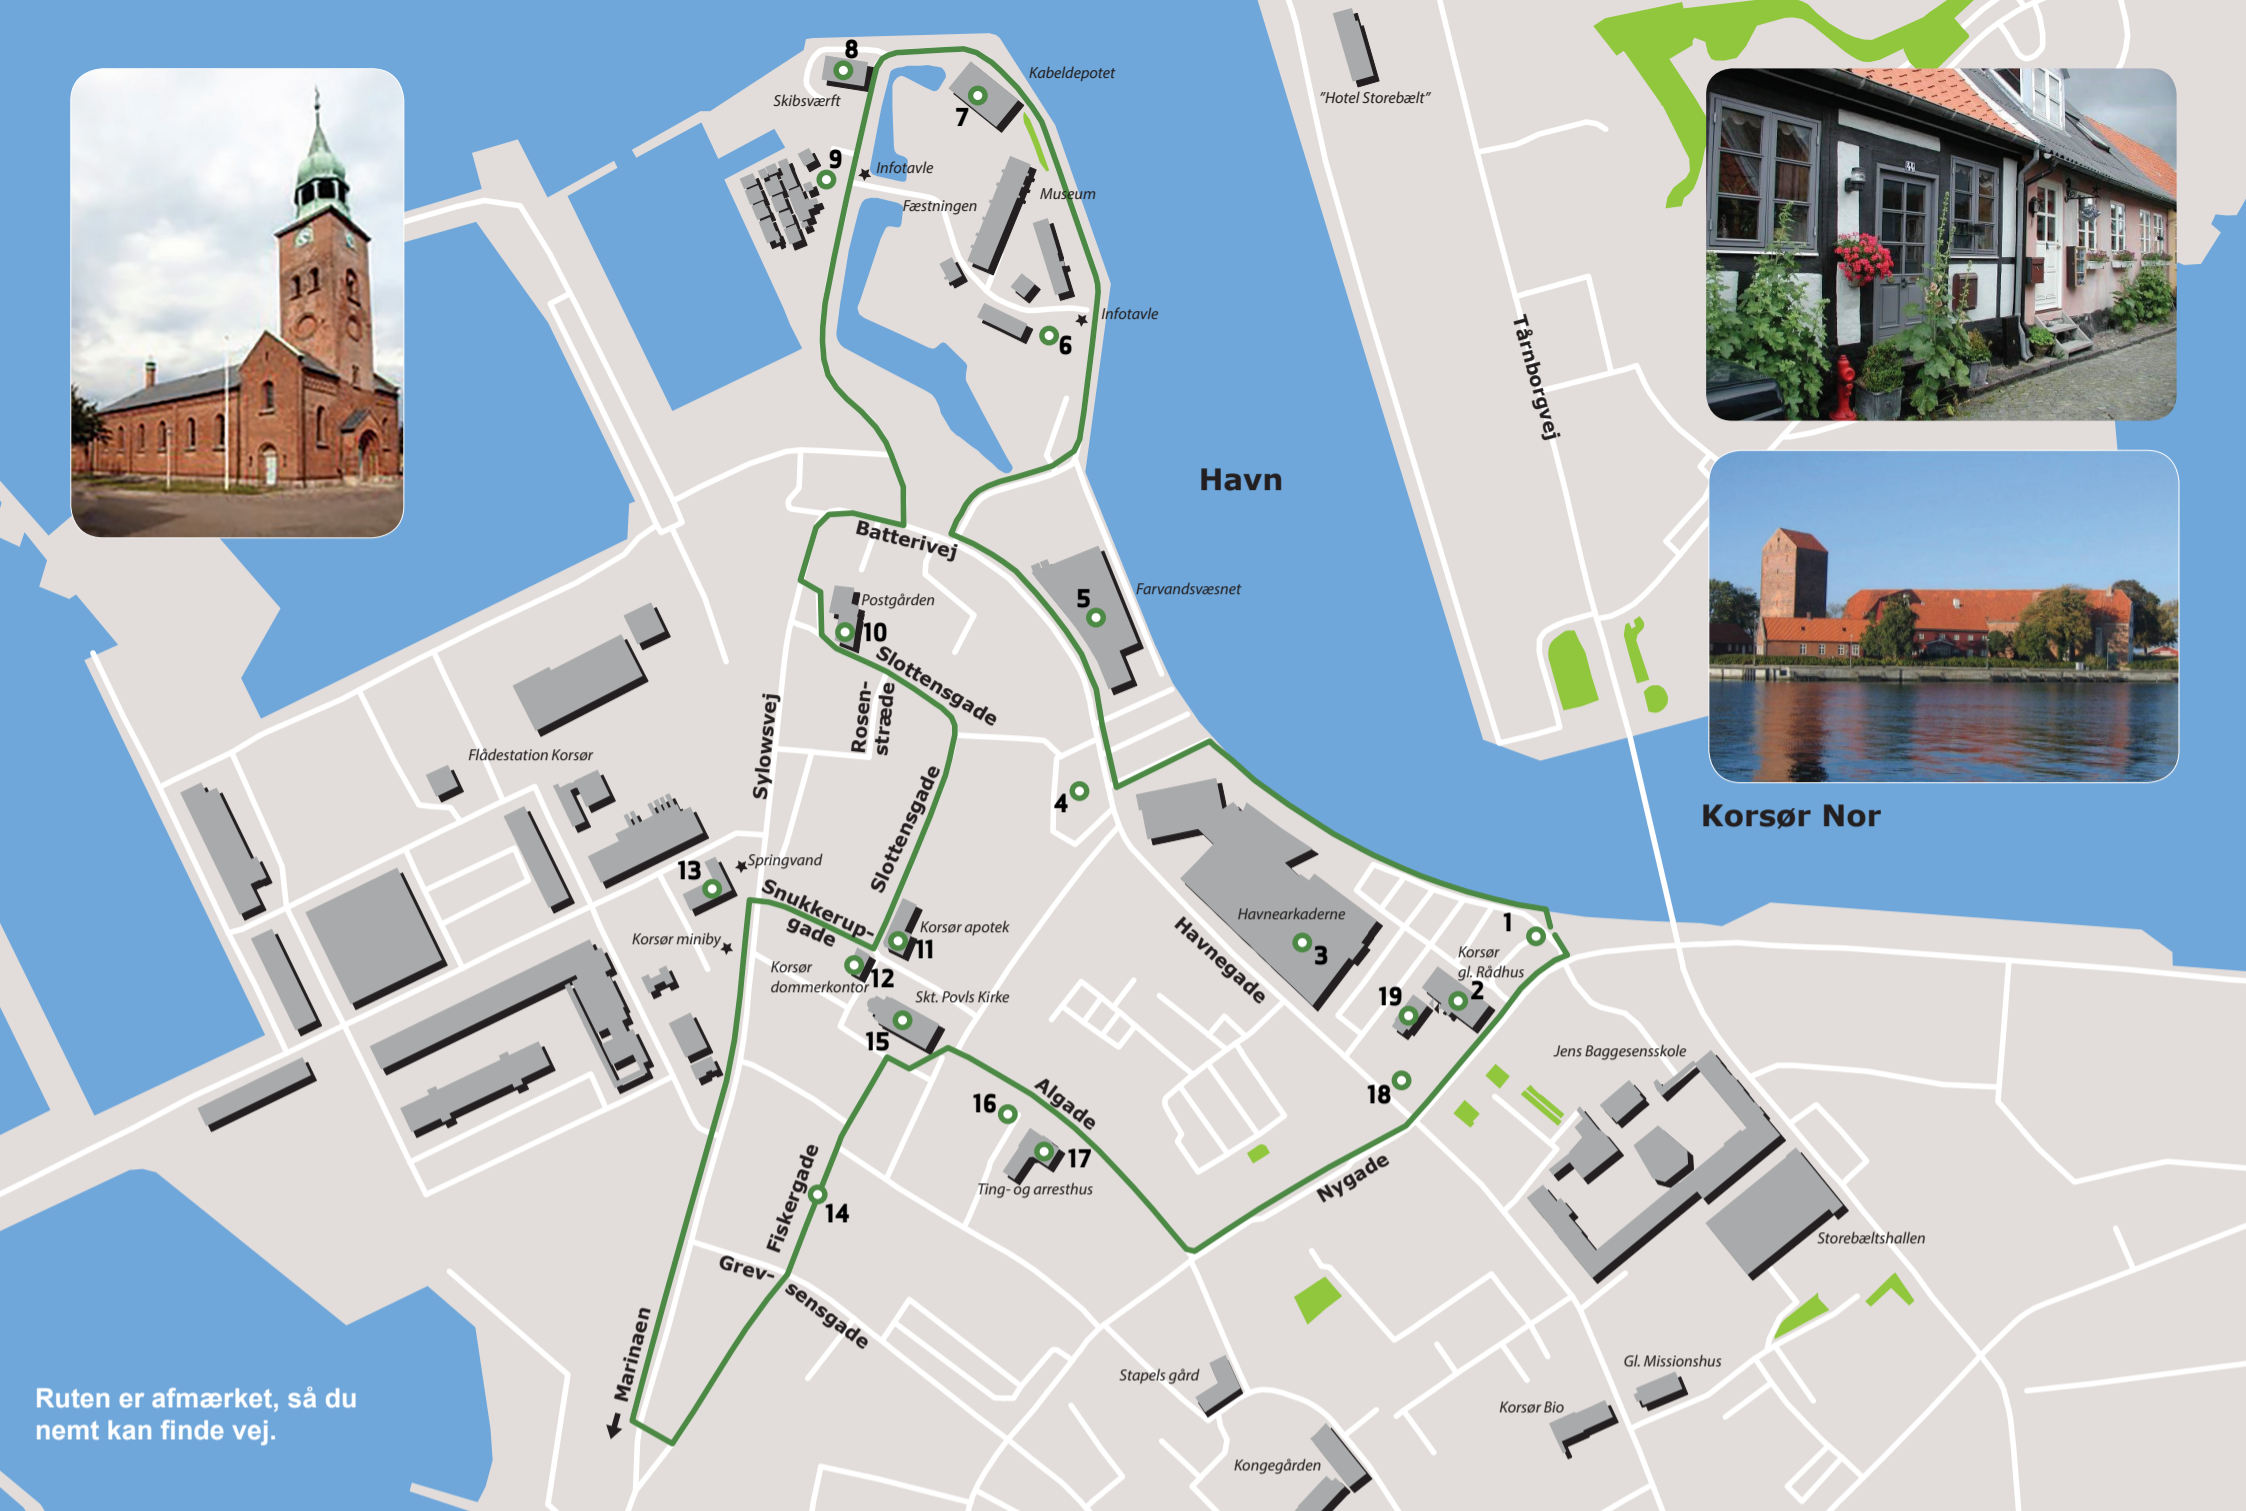 8
Kabeldepotet
"Hotel Storebælt"
Skibsværft
7
9
Infotavle
44
Museum
Fæstningen
Infotavle
6
Tårnborgvej
Havn
Batterivej
5
Farvandsvæsnet
Postgården
10
Slottensgade
Rosen-
stræde
Sylowsvej
Flådestation Korsør
4
Korsør Nor
Slottensgade
Springvand
13
Snukkerup-
gade
Korsør apotek
11
Korsør miniby
Korsør
dommerkontor
12
Skt. Povls Kirke
15
Havnearkaderne
3
Havnegade
1
Korsør
gl. Rådhus
2
19
Jens Baggesensskole
18
16
Algade
17
Ting- og arresthus
Fiskergade
14
Nygade
Storebæltshallen
Grev-
sensgade
Marinaen
Stapels gård
Gl. Missionshus
Korsør Bio
Kongegården
Ruten er afmærket, så du
nemt kan finde vej.